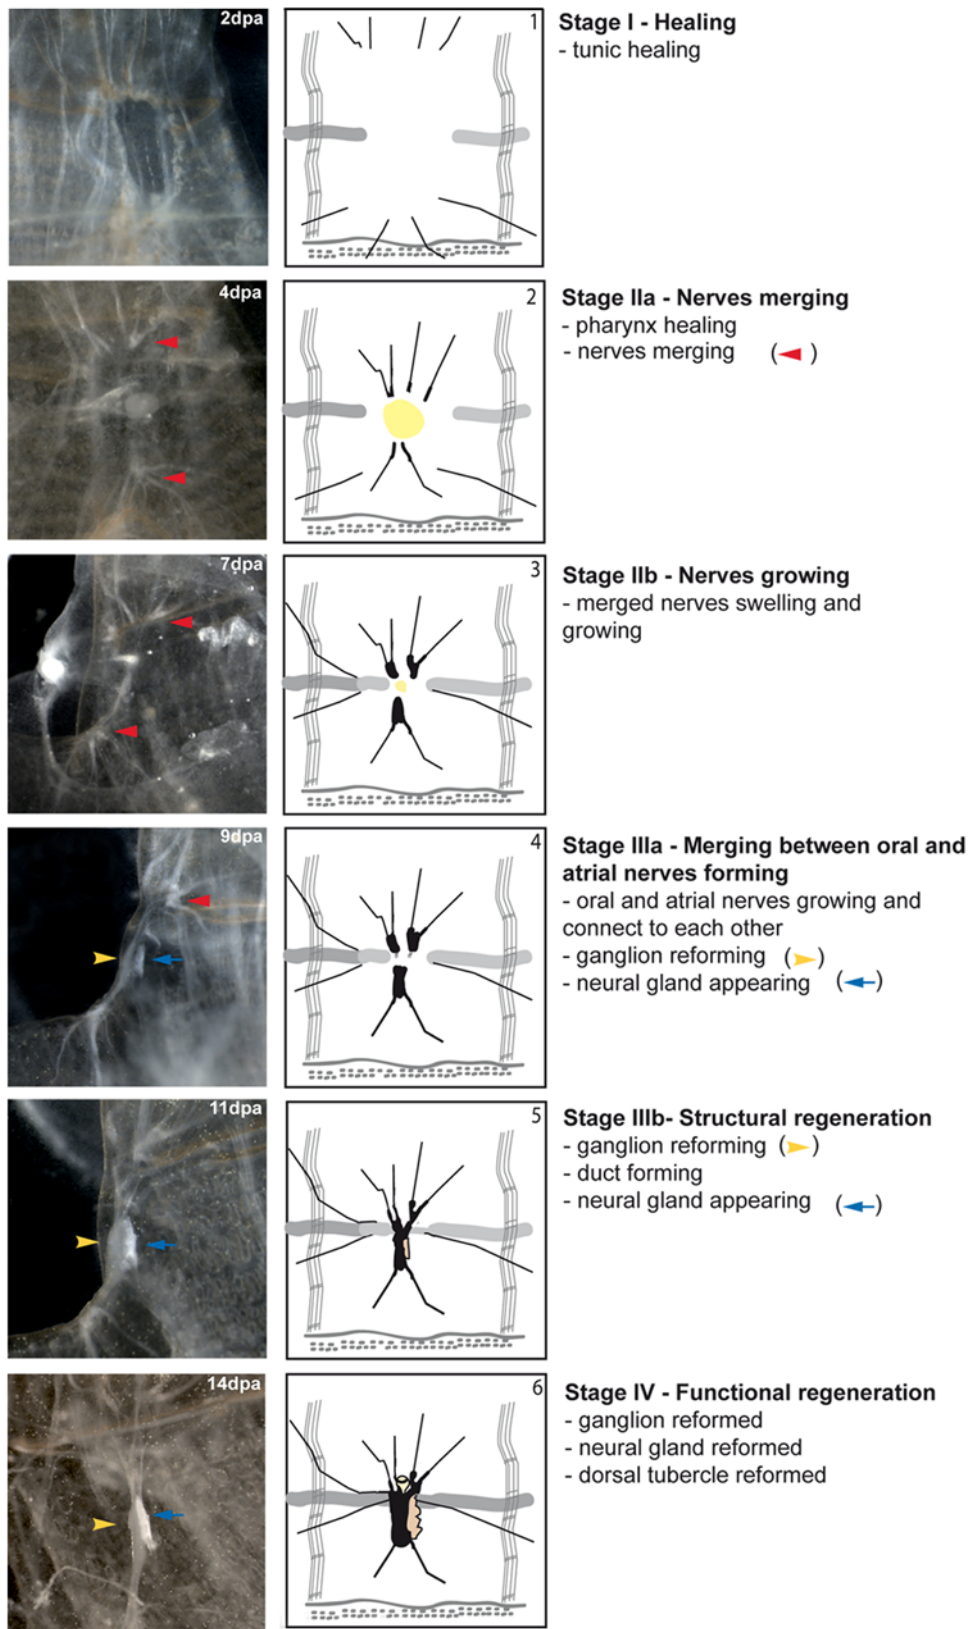 2dpa
1
Stage I - Healing
- tunic healing
4dpa
2
Stage IIa - Nerves merging
- pharynx healing
- nerves merging ( )
7dpa
3
Stage IIb - Nerves growing
- merged nerves swelling and
growing
9dpa
4
Stage IIIa - Merging between oral and
atrial nerves forming
- oral and atrial nerves growing and
connect to each other
- ganglion reforming ( )
- neural gland appearing ( )
11dpa
5
Stage IIIb- Structural regeneration
- ganglion reforming ( )
- duct forming
- neural gland appearing ( )
14dpa
6
Stage IV - Functional regeneration
- ganglion reformed
- neural gland reformed
- dorsal tubercle reformed